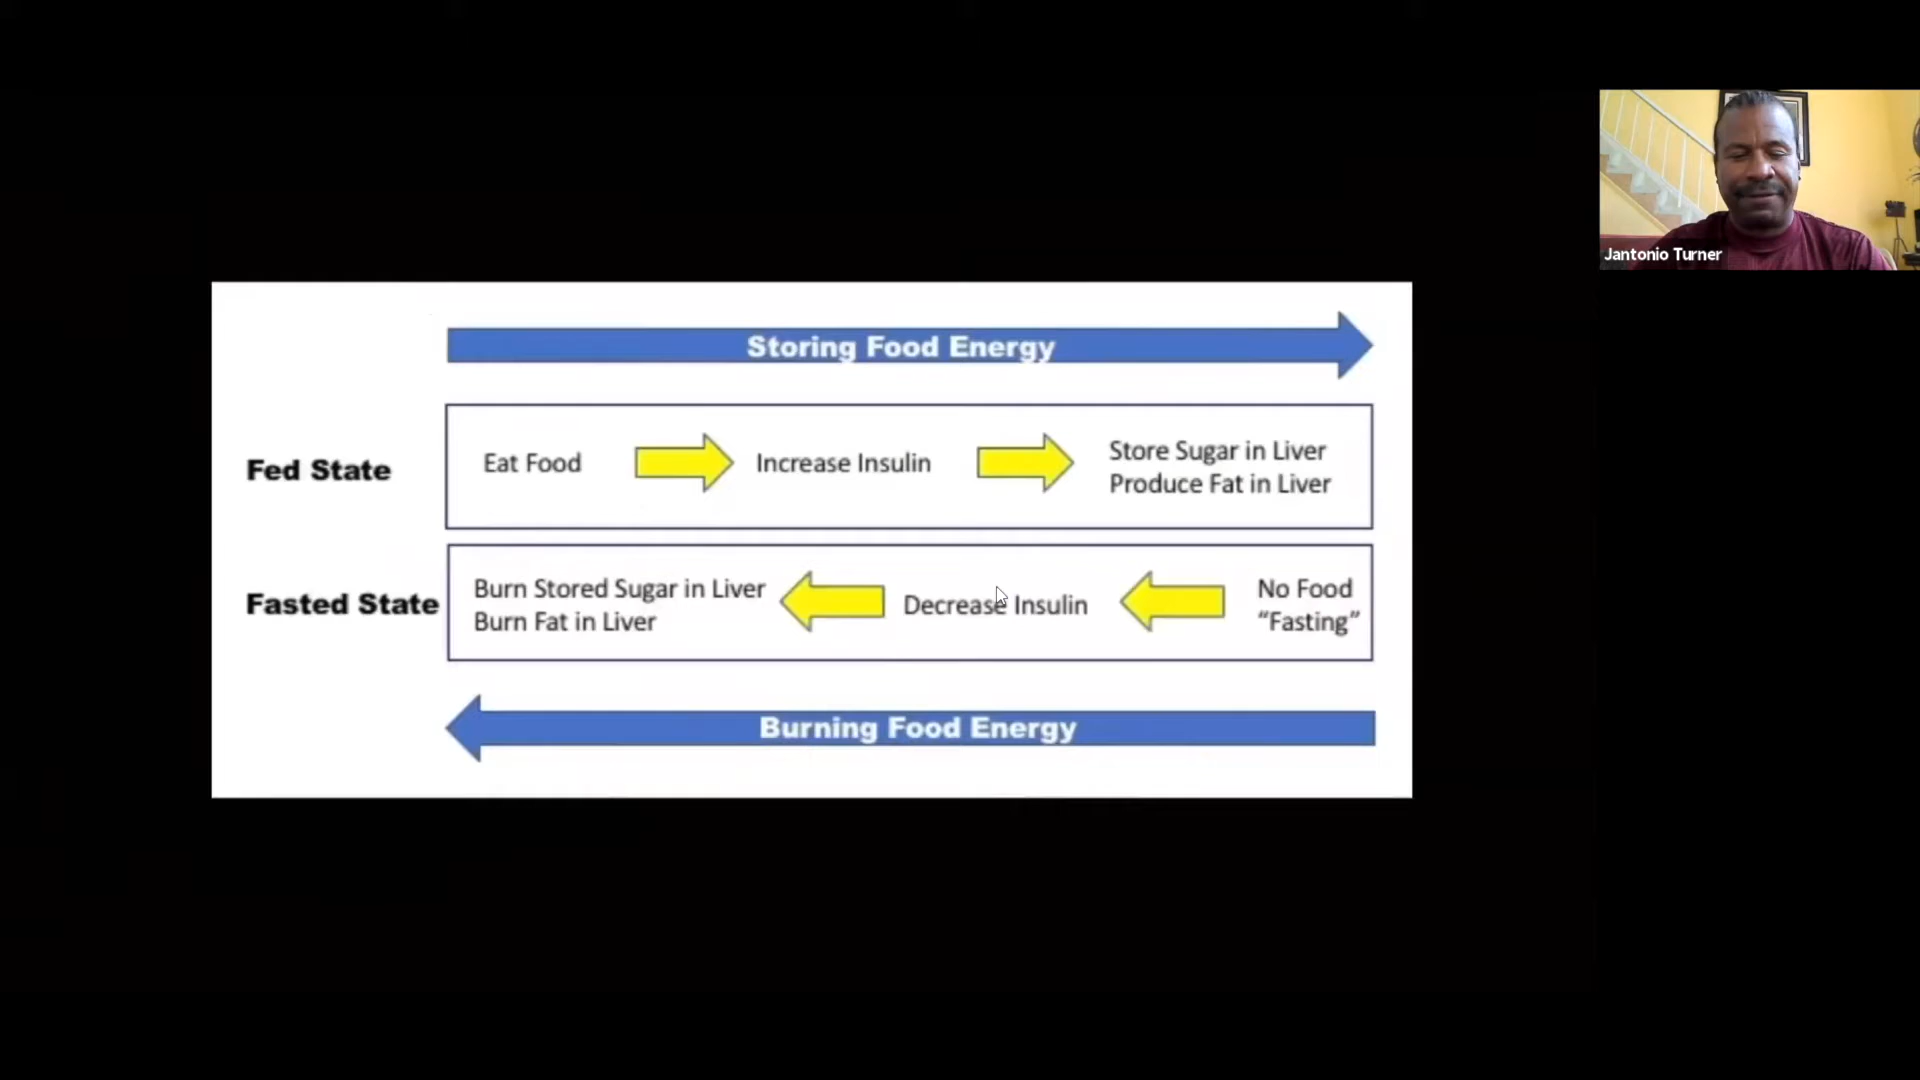 Jantonio Turner
Storing Food Energy
Fed State
Eat Food
Increase Insulin
Store Sugar in Liver
Produce Fat in Liver
Fasted State
Burn Stored Sugar in Liver
Burn Fat in Liver
Decrease Insulin
No Food
“Fasting”
Burning Food Energy